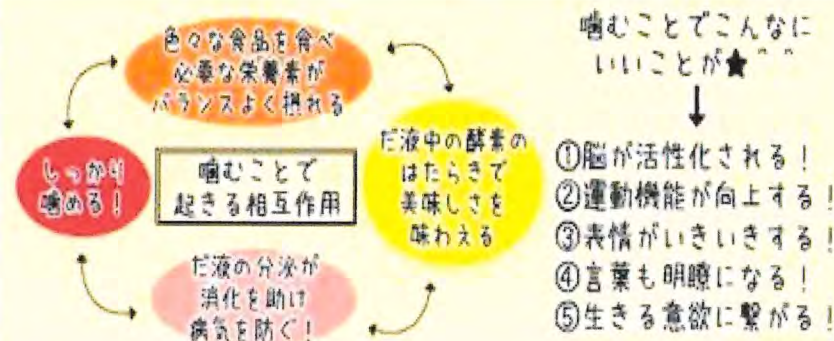 色々な食品を食べ
必要な栄養素が
バランスよく摂れる
しっかり
噛める！
噛むことで
起きる相互作用
だ液中の酵素の
はたらきで
美味しさを
味わえる
だ液の分泌が
消化を助け
病気を防ぐ！
噛むことでこんなに
いいことが★^ ^
①脳が活性化される！
②運動機能が向上する！
③表情がいきいきする！
④言葉も明瞭になる！
⑤生きる意欲に繋がる！